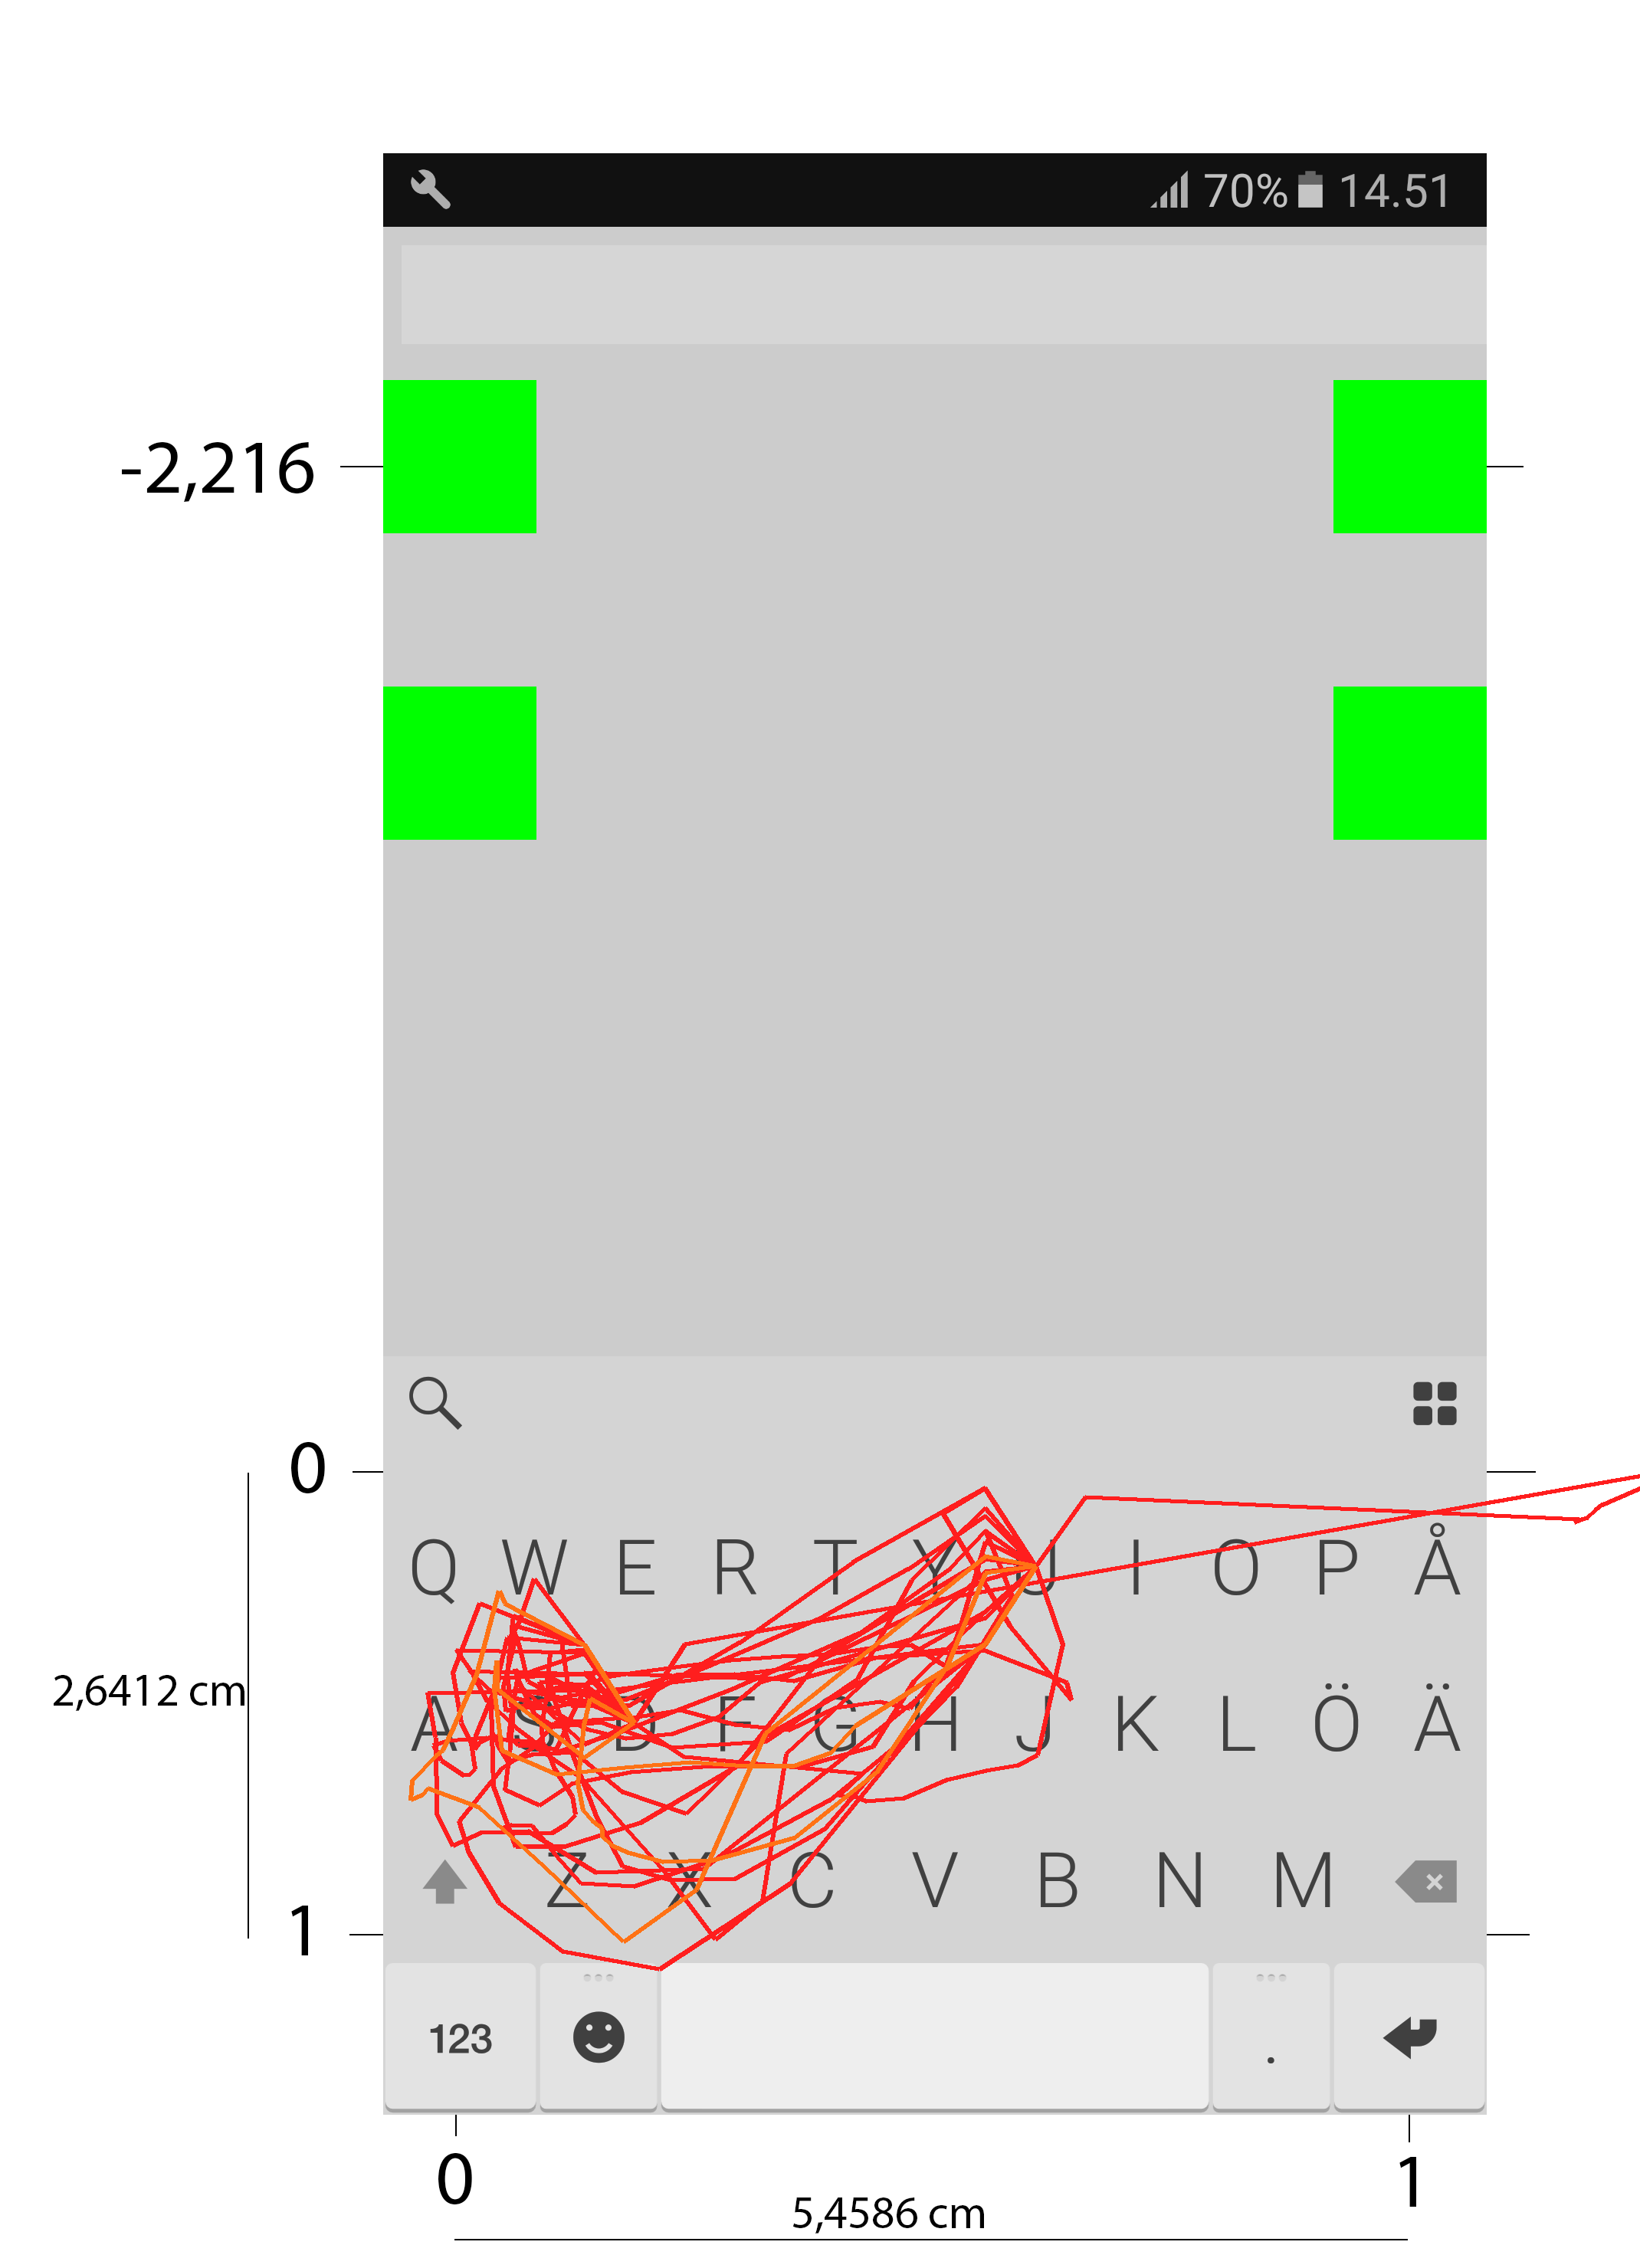 70% 14.51
-2,216
0
Q W E R T Y U I O P Å
2,6412 cm
A S D F G H J K L Ö Ä
Z X C V B N M
1
123 .
0 1
5,4586 cm